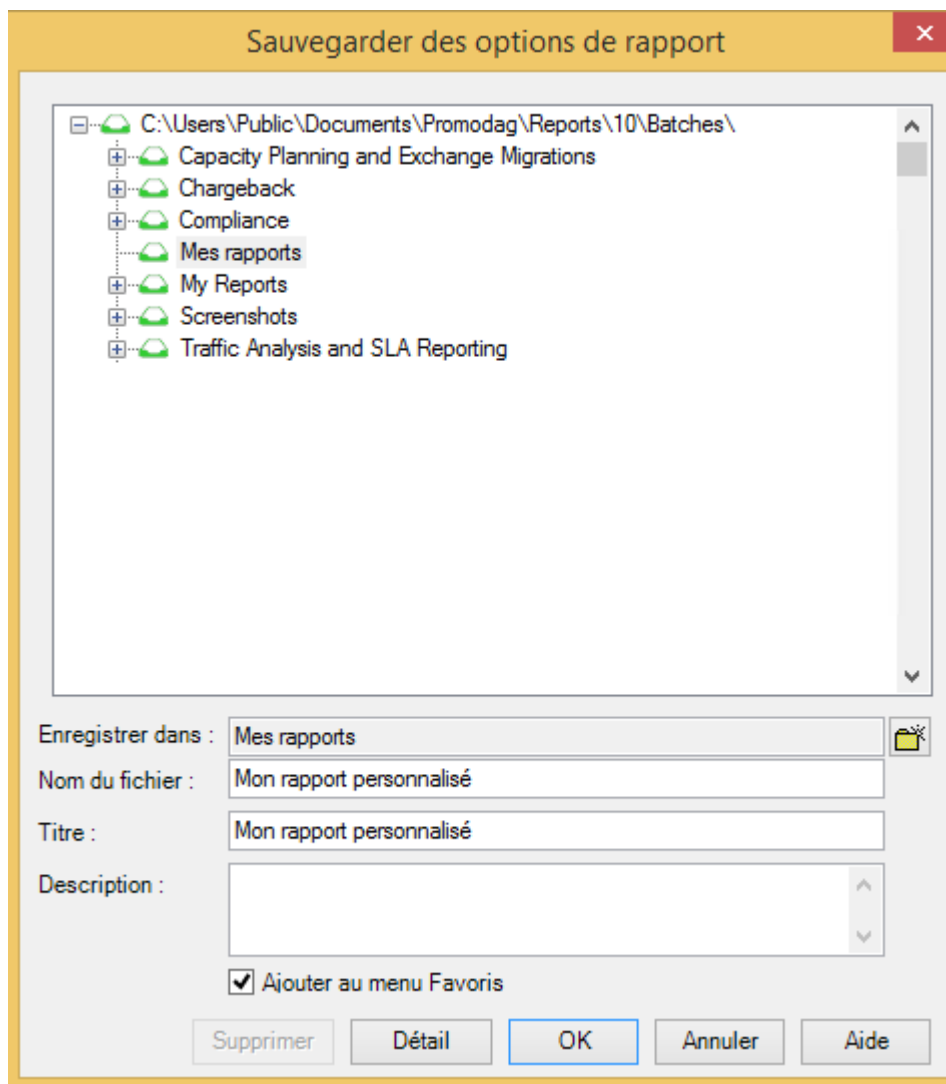 Sauvegarder des options de rapport
C:\Users\Public\Documents\Promodag\Reports\10\Batches\
Capacity Planning and Exchange Migrations
Chargeback
Compliance
Mes rapports
My Reports
Screenshots
Traffic Analysis and SLA Reporting
Enregistrer dans : Mes rapports
Nom du fichier : Mon rapport personnalisé
Titre : Mon rapport personnalisé
Description :
Ajouter au menu Favoris
Supprimer Détail OK Annuler Aide